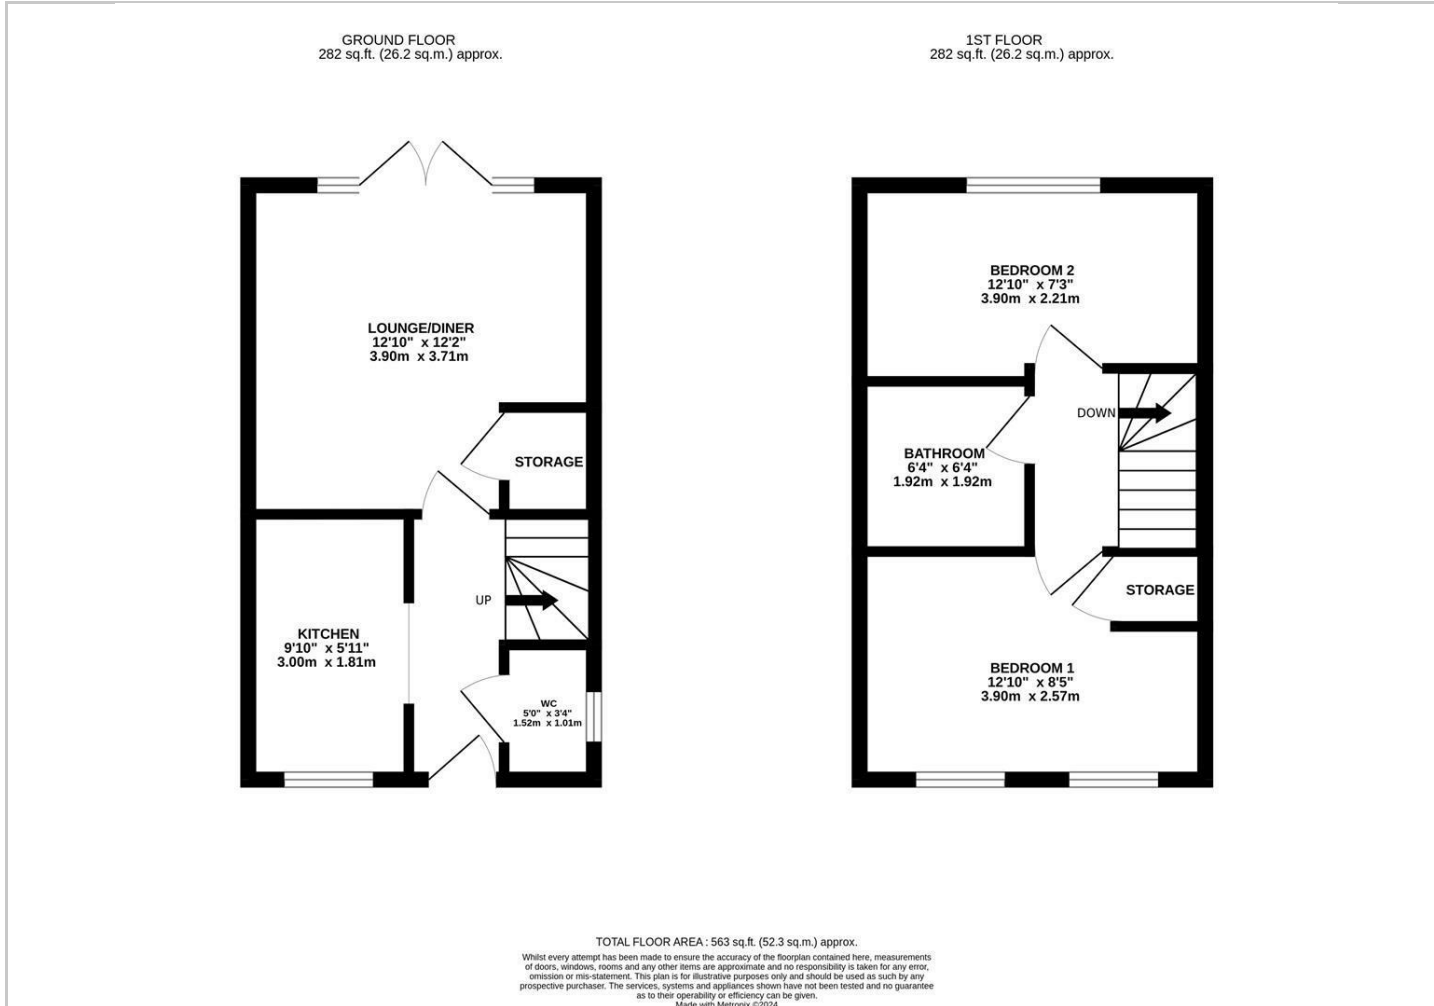 GROUND FLOOR
282 sq.ft. (26.2 sq.m.) approx.
1ST FLOOR
282 sq.ft. (26.2 sq.m.) approx.
LOUNGE/DINER
12'10" x 12'2"
3.90m x 3.71m
STORAGE
KITCHEN
9'10" x 5'11"
3.00m x 1.81m
UP
WC
5'0" x 3'4"
1.52m x 1.01m
BEDROOM 2
12'10" x 7'3"
3.90m x 2.21m
DOWN
BATHROOM
6'4" x 6'4"
1.92m x 1.92m
STORAGE
BEDROOM 1
12'10" x 8'5"
3.90m x 2.57m
TOTAL FLOOR AREA : 563 sq.ft. (52.3 sq.m.) approx.
Whilst every attempt has been made to ensure the accuracy of the floorplan contained here, measurements
of doors, windows, rooms and any other items are approximate and no responsibility is taken for any error,
omission or mis-statement. This plan is for illustrative purposes only and should be used as such by any
prospective purchaser. The services, systems and appliances shown have not been tested and no guarantee
as to their operability or efficiency can be given.
Made with Metropix ©2024